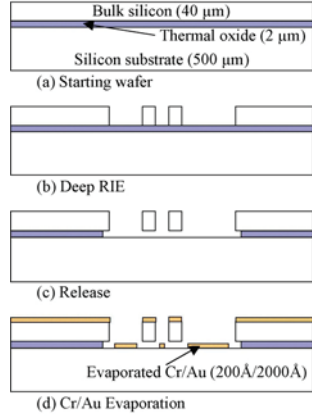 Bulk silicon (40 μm)
Thermal oxide (2 μm)
Silicon substrate (500 μm)
(a) Starting wafer
(b) Deep RIE
(c) Release
Evaporated Cr/Au (200Å/2000Å)
(d) Cr/Au Evaporation